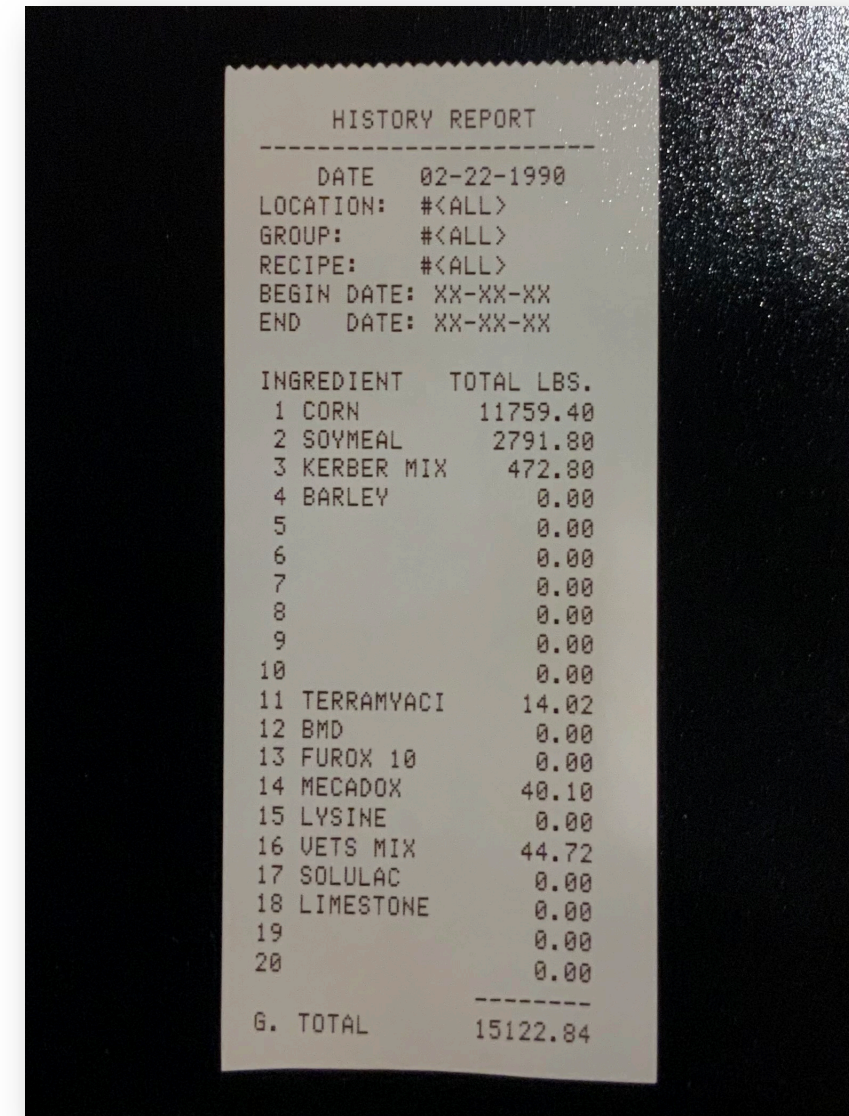 HISTORY REPORT
-----------------------
DATE 02-22-1990
LOCATION: #<ALL>
GROUP: #<ALL>
RECIPE: #<ALL>
BEGIN DATE: XX-XX-XX
END DATE: XX-XX-XX
INGREDIENT TOTAL LBS.
1 CORN 11759.40
2 SOYMEAL 2791.80
3 KERBER MIX 472.80
4 BARLEY 0.00
5 0.00
6 0.00
7 0.00
8 0.00
9 0.00
10 0.00
11 TERRAMYACI 14.02
12 BMD 0.00
13 FUROX 10 0.00
14 MECADOX 40.10
15 LYSINE 0.00
16 VETS MIX 44.72
17 SOLULAC 0.00
18 LIMESTONE 0.00
19 0.00
20 0.00
--------
G. TOTAL 15122.84